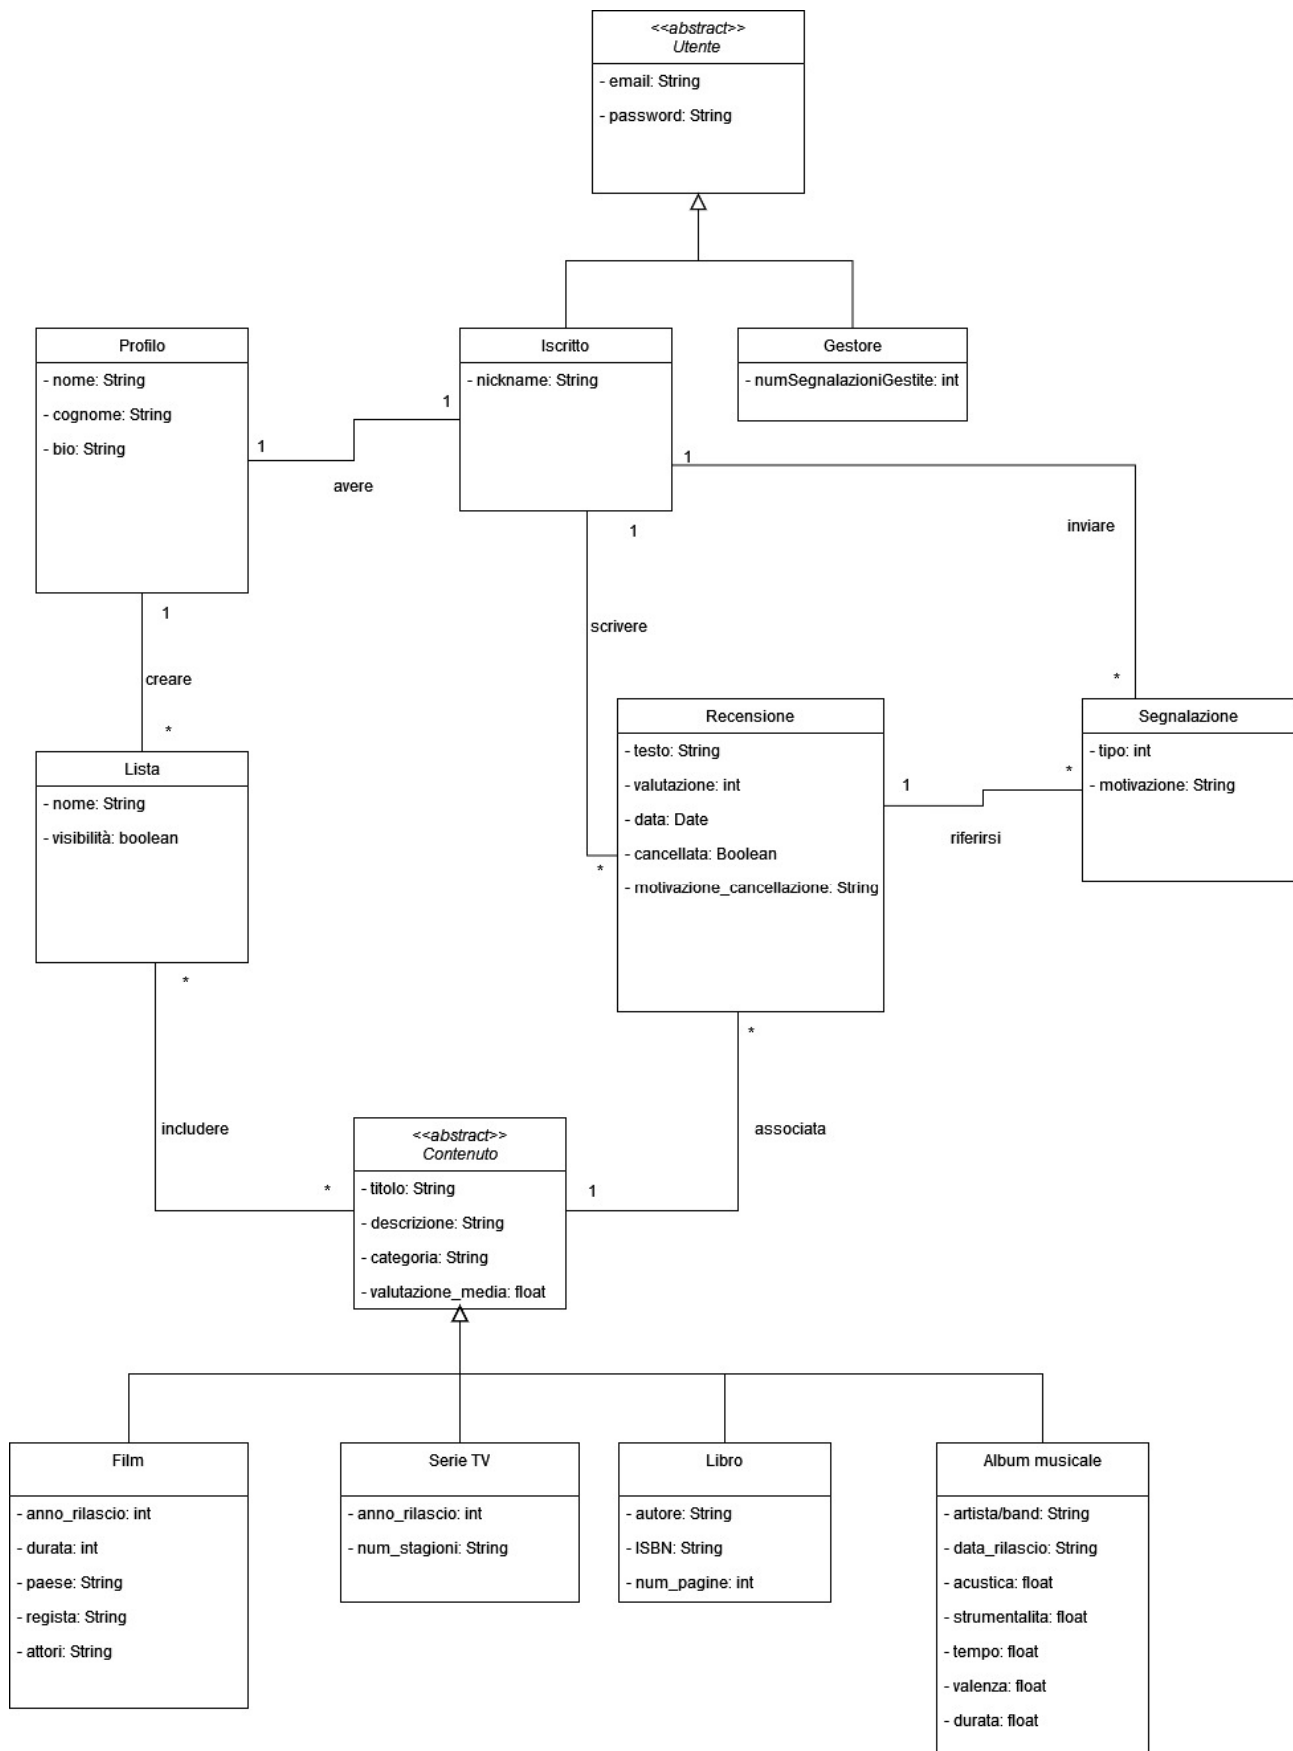 <<abstract>>
Utente
- email: String
- password: String
Profilo
- nome: String
- cognome: String
- bio: String
Iscritto
- nickname: String
Gestore
- numSegnalazioniGestite: int
1
1
avere
1
inviare
*
1
scrivere
*
1
creare
*
Lista
- nome: String
- visibilità: boolean
Recensione
- testo: String
- valutazione: int
- data: Date
- cancellata: Boolean
- motivazione_cancellazione: String
Segnalazione
- tipo: int
- motivazione: String
1
*
riferirsi
*
includere
*
*
associata
1
<<abstract>>
Contenuto
- titolo: String
- descrizione: String
- categoria: String
- valutazione_media: float
Film
- anno_rilascio: int
- durata: int
- paese: String
- regista: String
- attori: String
Serie TV
- anno_rilascio: int
- num_stagioni: String
Libro
- autore: String
- ISBN: String
- num_pagine: int
Album musicale
- artista/band: String
- data_rilascio: String
- acustica: float
- strumentalita: float
- tempo: float
- valenza: float
- durata: float